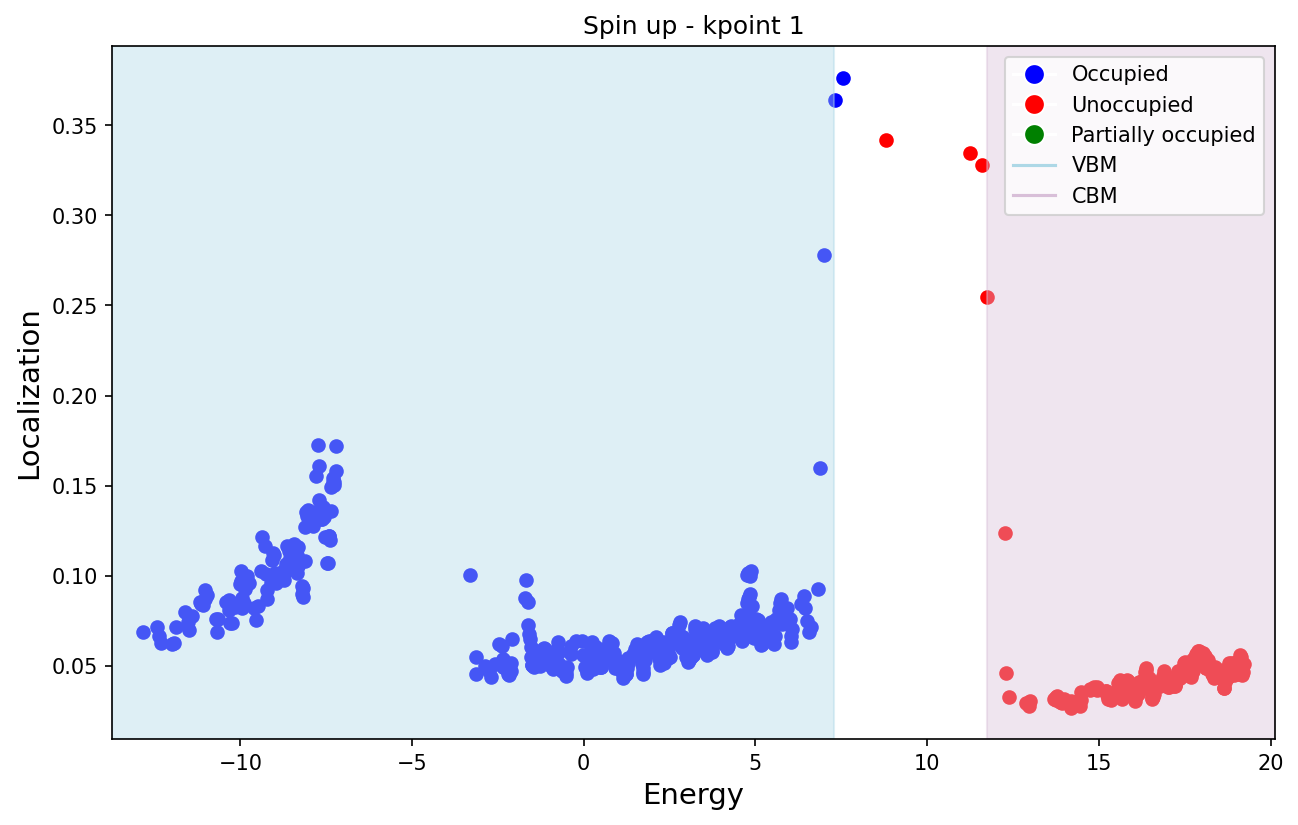 Spin up - kpoint 1
Localization
0.35
0.30
0.25
0.20
0.15
0.10
0.05
Occupied
Unoccupied
Partially occupied
VBM
CBM
−10
−5
0
5
10
15
20
Energy